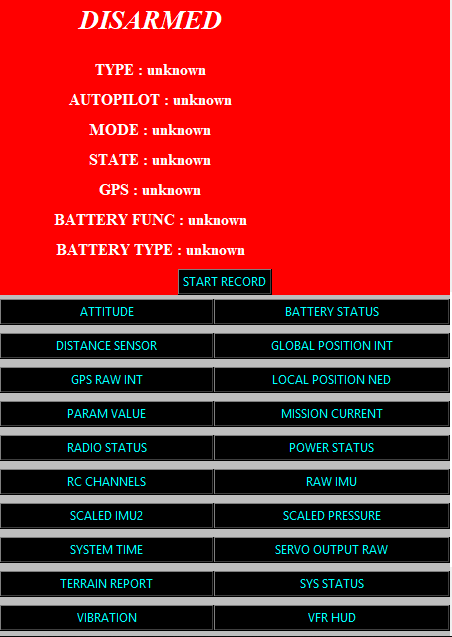 DISARMED
TYPE : unknown
AUTOPILOT : unknown
MODE : unknown
STATE : unknown
GPS : unknown
BATTERY FUNC : unknown
BATTERY TYPE : unknown
START RECORD
ATTITUDE BATTERY STATUS
DISTANCE SENSOR GLOBAL POSITION INT
GPS RAW INT LOCAL POSITION NED
PARAM VALUE MISSION CURRENT
RADIO STATUS POWER STATUS
RC CHANNELS RAW IMU
SCALED IMU2 SCALED PRESSURE
SYSTEM TIME SERVO OUTPUT RAW
TERRAIN REPORT SYS STATUS
VIBRATION VFR HUD